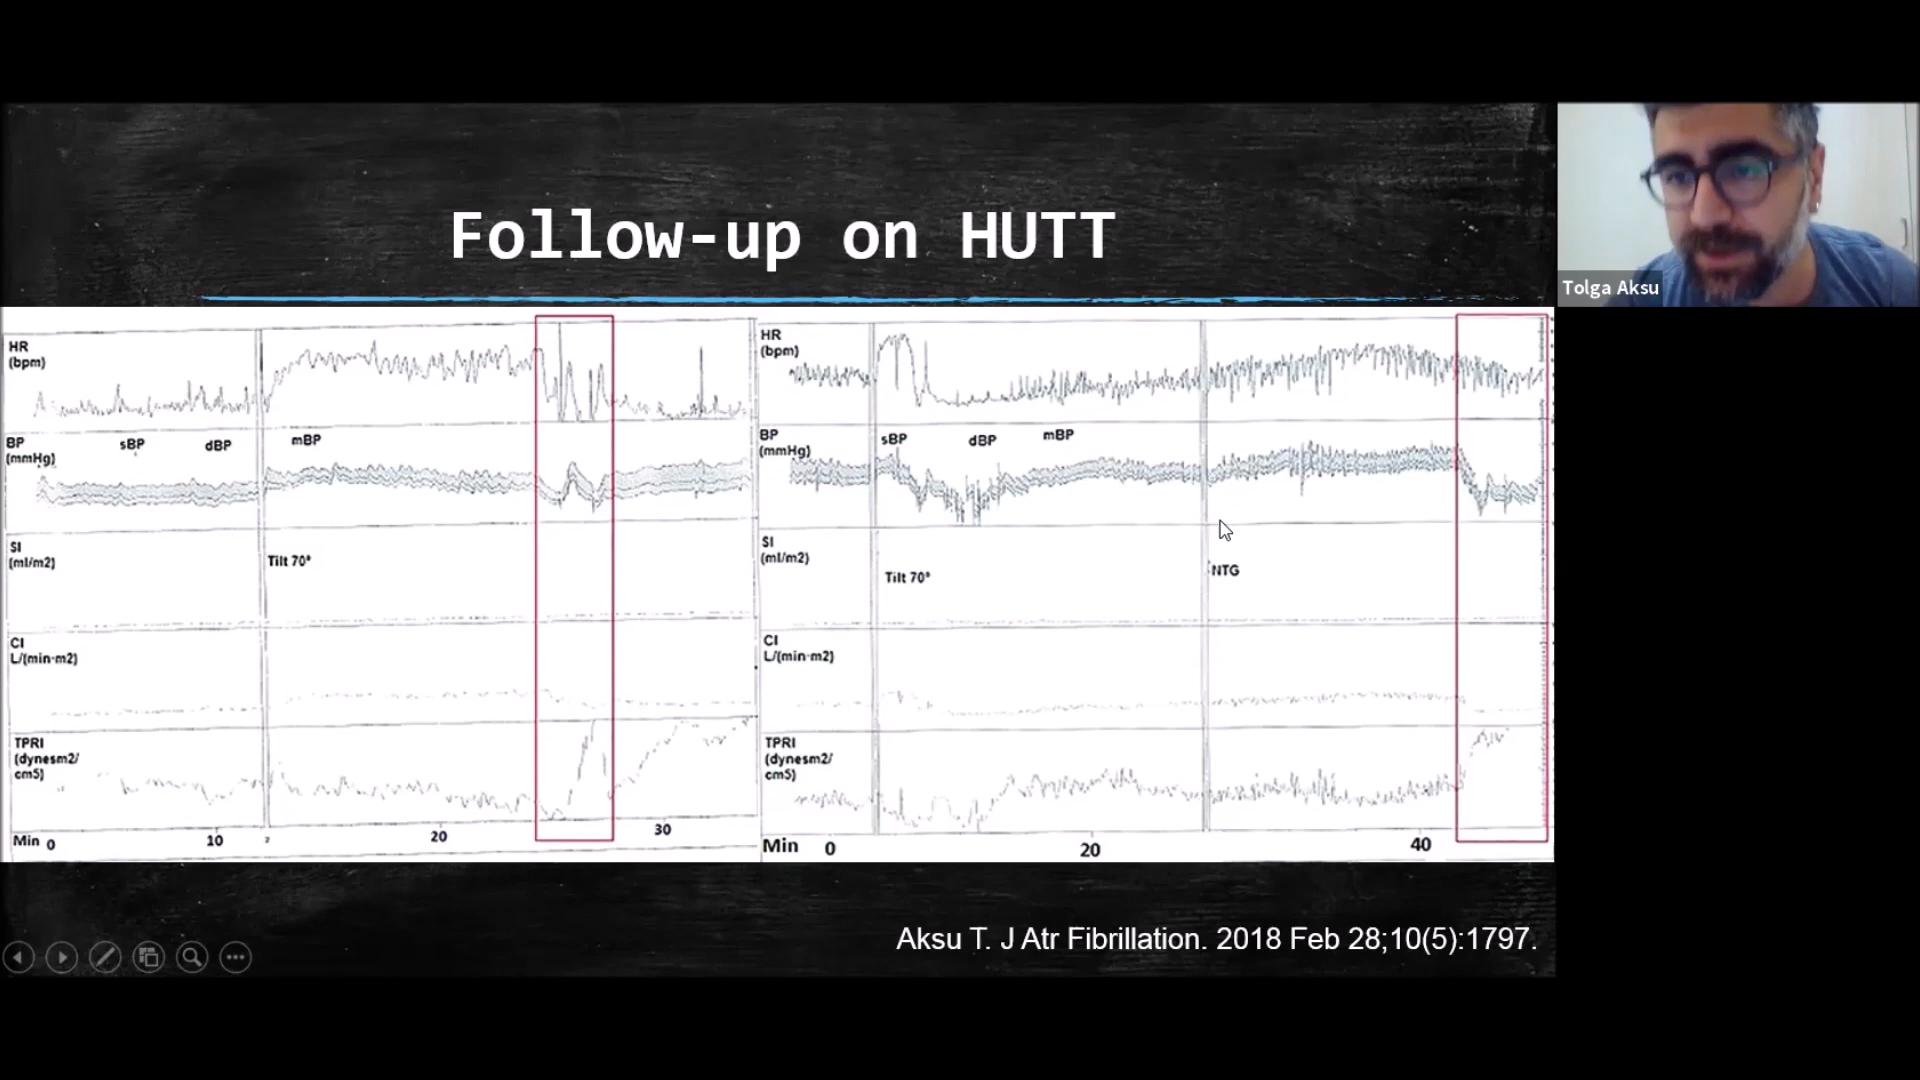 Follow-up on HUTT
Tolga Aksu
HR
(bpm)
BP
(mmHg)
sBP
dBP
mBP
SI
(ml/m2)
Tilt 70°
CI
L/(min-m2)
TPRI
(dynesm2/
cm5)
Min 0
10
20
30
HR
(bpm)
BP
(mmHg)
sBP
dBP
mBP
SI
(ml/m2)
Tilt 70°
NTG
CI
L/(min-m2)
TPRI
(dynesm2/
cm5)
Min
0
20
40
Aksu T. J Atr Fibrillation. 2018 Feb 28;10(5):1797.